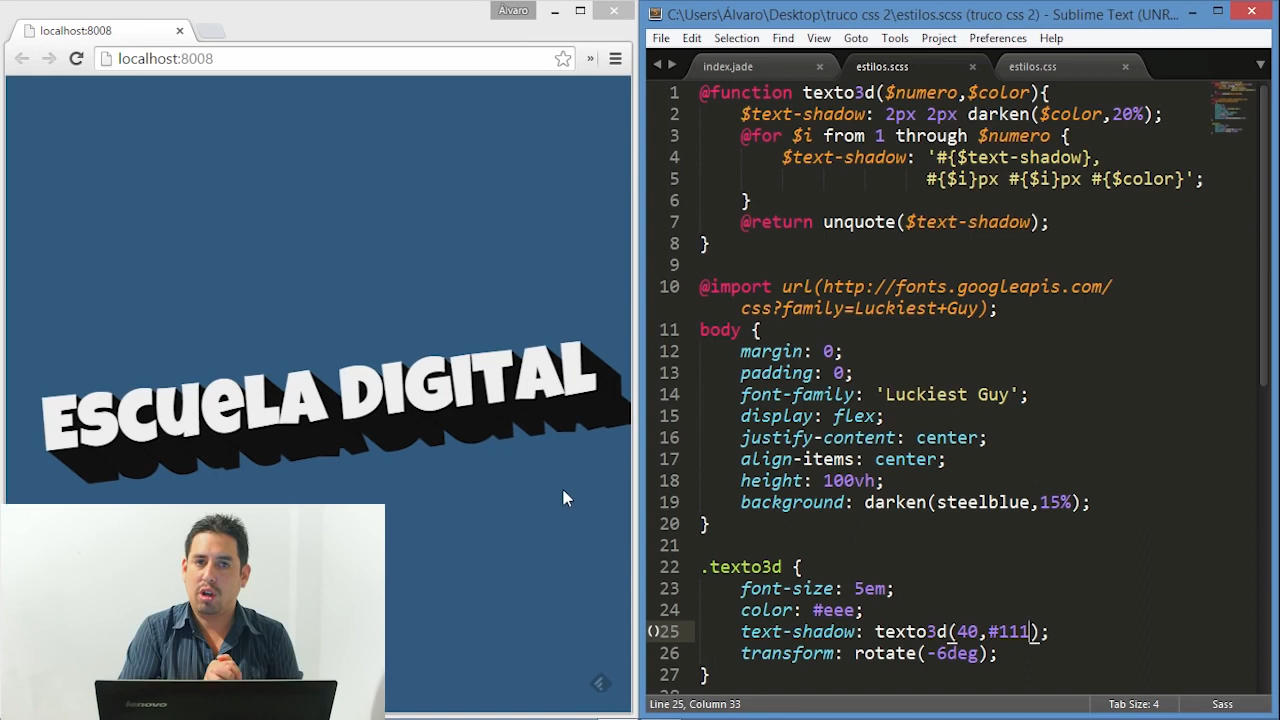 Álvaro
localhost:8008
localhost:8008
»
ESCUELA DIGITAL
lenovo
C:\Users\Álvaro\Desktop\truco css 2\estilos.scss (truco css 2) - Sublime Text (UNR...
File Edit Selection Find View Goto Tools Project Preferences Help
index.jade estilos.scss estilos.css
1 @function texto3d($numero,$color){
2 $text-shadow: 2px 2px darken($color,20%);
3 @for $i from 1 through $numero {
4 $text-shadow: '#{$text-shadow},
5 #{$i}px #{$i}px #{$color}';
6 }
7 @return unquote($text-shadow);
8 }
9
10 @import url(http://fonts.googleapis.com/
css?family=Luckiest+Guy);
11 body {
12 margin: 0;
13 padding: 0;
14 font-family: 'Luckiest Guy';
15 display: flex;
16 justify-content: center;
17 align-items: center;
18 height: 100vh;
19 background: darken(steelblue,15%);
20 }
21
22 .texto3d {
23 font-size: 5em;
24 color: #eee;
25 text-shadow: texto3d(40,#111);
26 transform: rotate(-6deg);
27 }
Line 25, Column 33 Tab Size: 4 Sass